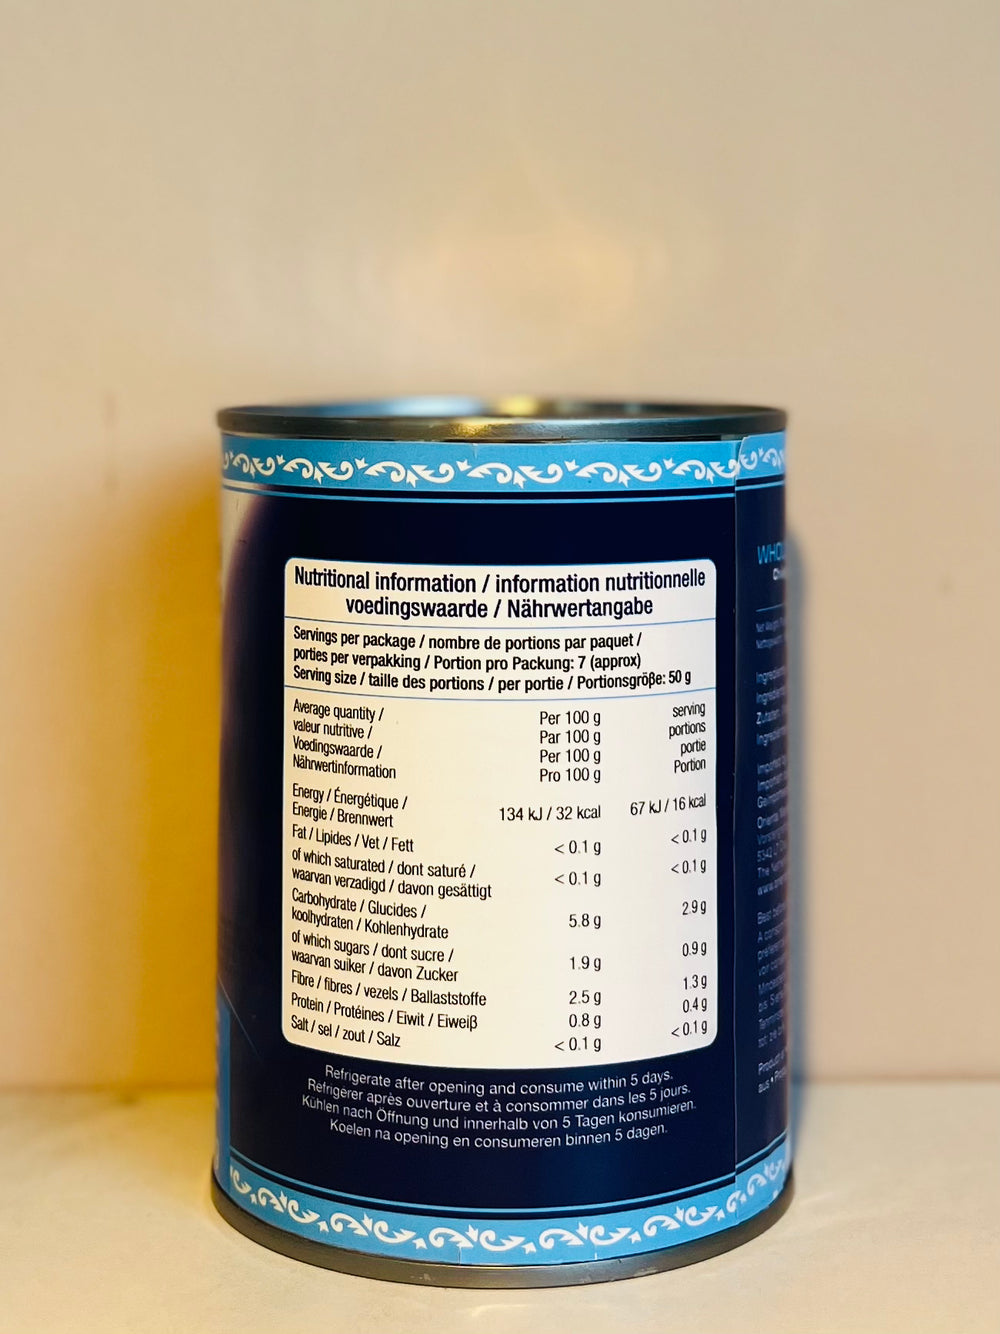 Nutritional information / information nutritionnelle
voedingswaarde / Nährwertangabe
Servings per package / nombre de portions par paquet /
porties per verpakking / Portion pro Packung: 7 (approx)
Serving size / taille des portions / per portie / Portionsgröße: 50 g
Average quantity /
valeur nutritive /
Voedingswaarde /
Nährwertinformation
Per 100 g
Par 100 g
Per 100 g
Pro 100 g
serving
portions
portie
Portion
Energy / Énergétique /
Energie / Brennwert 134 kJ / 32 kcal 67 kJ / 16 kcal
Fat / Lipides / Vet / Fett < 0.1 g < 0.1 g
of which saturated / dont saturé /
waarvan verzadigd / davon gesättigt < 0.1 g < 0.1 g
Carbohydrate / Glucides /
koolhydraten / Kohlenhydrate 5.8 g 2.9 g
of which sugars / dont sucre /
waarvan suiker / davon Zucker 1.9 g 0.9 g
Fibre / fibres / vezels / Ballaststoffe 2.5 g 1.3 g
Protein / Protéines / Eiwit / Eiweiß 0.8 g 0.4 g
Salt / sel / zout / Salz < 0.1 g < 0.1 g
Refrigerate after opening and consume within 5 days.
Refrigerer après ouverture et à consommer dans les 5 jours.
Kühlen nach Öffnung und innerhalb von 5 Tagen konsumieren.
Koelen na opening en consumeren binnen 5 dagen.